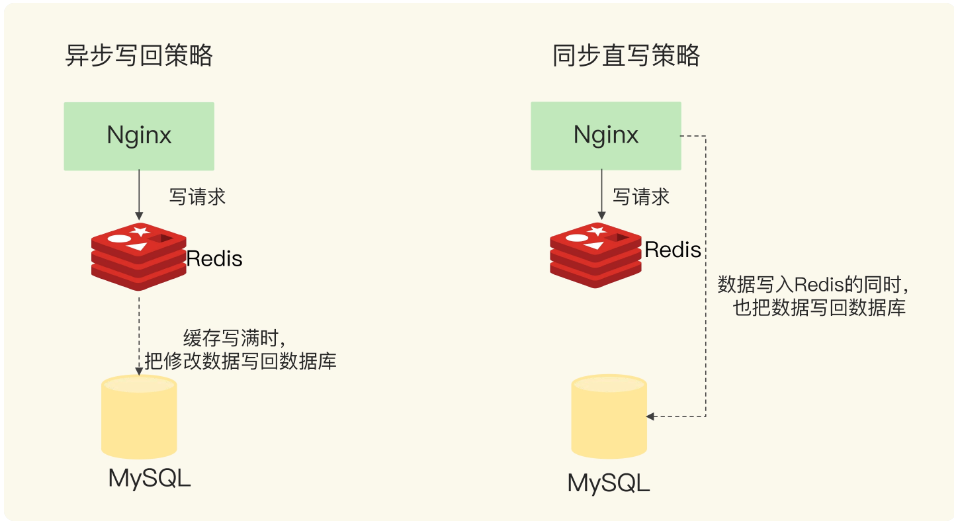 异步写回策略
Nginx
写请求
Redis
缓存写满时，
把修改数据写回数据库
MySQL
同步直写策略
Nginx
写请求
Redis
数据写入Redis的同时，
也把数据写回数据库
MySQL